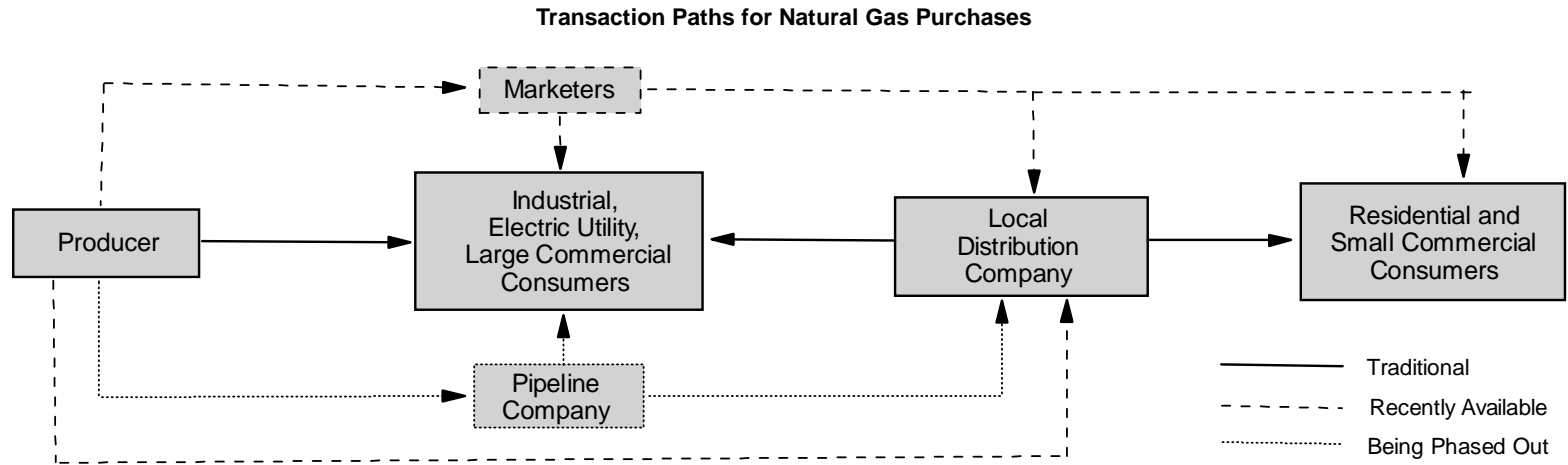 Transaction Paths for Natural Gas Purchases
Marketers
Producer
Industrial,
Electric Utility,
Large Commercial
Consumers
Local
Distribution
Company
Residential and
Small Commercial
Consumers
Pipeline
Company
Traditional
Recently Available
Being Phased Out